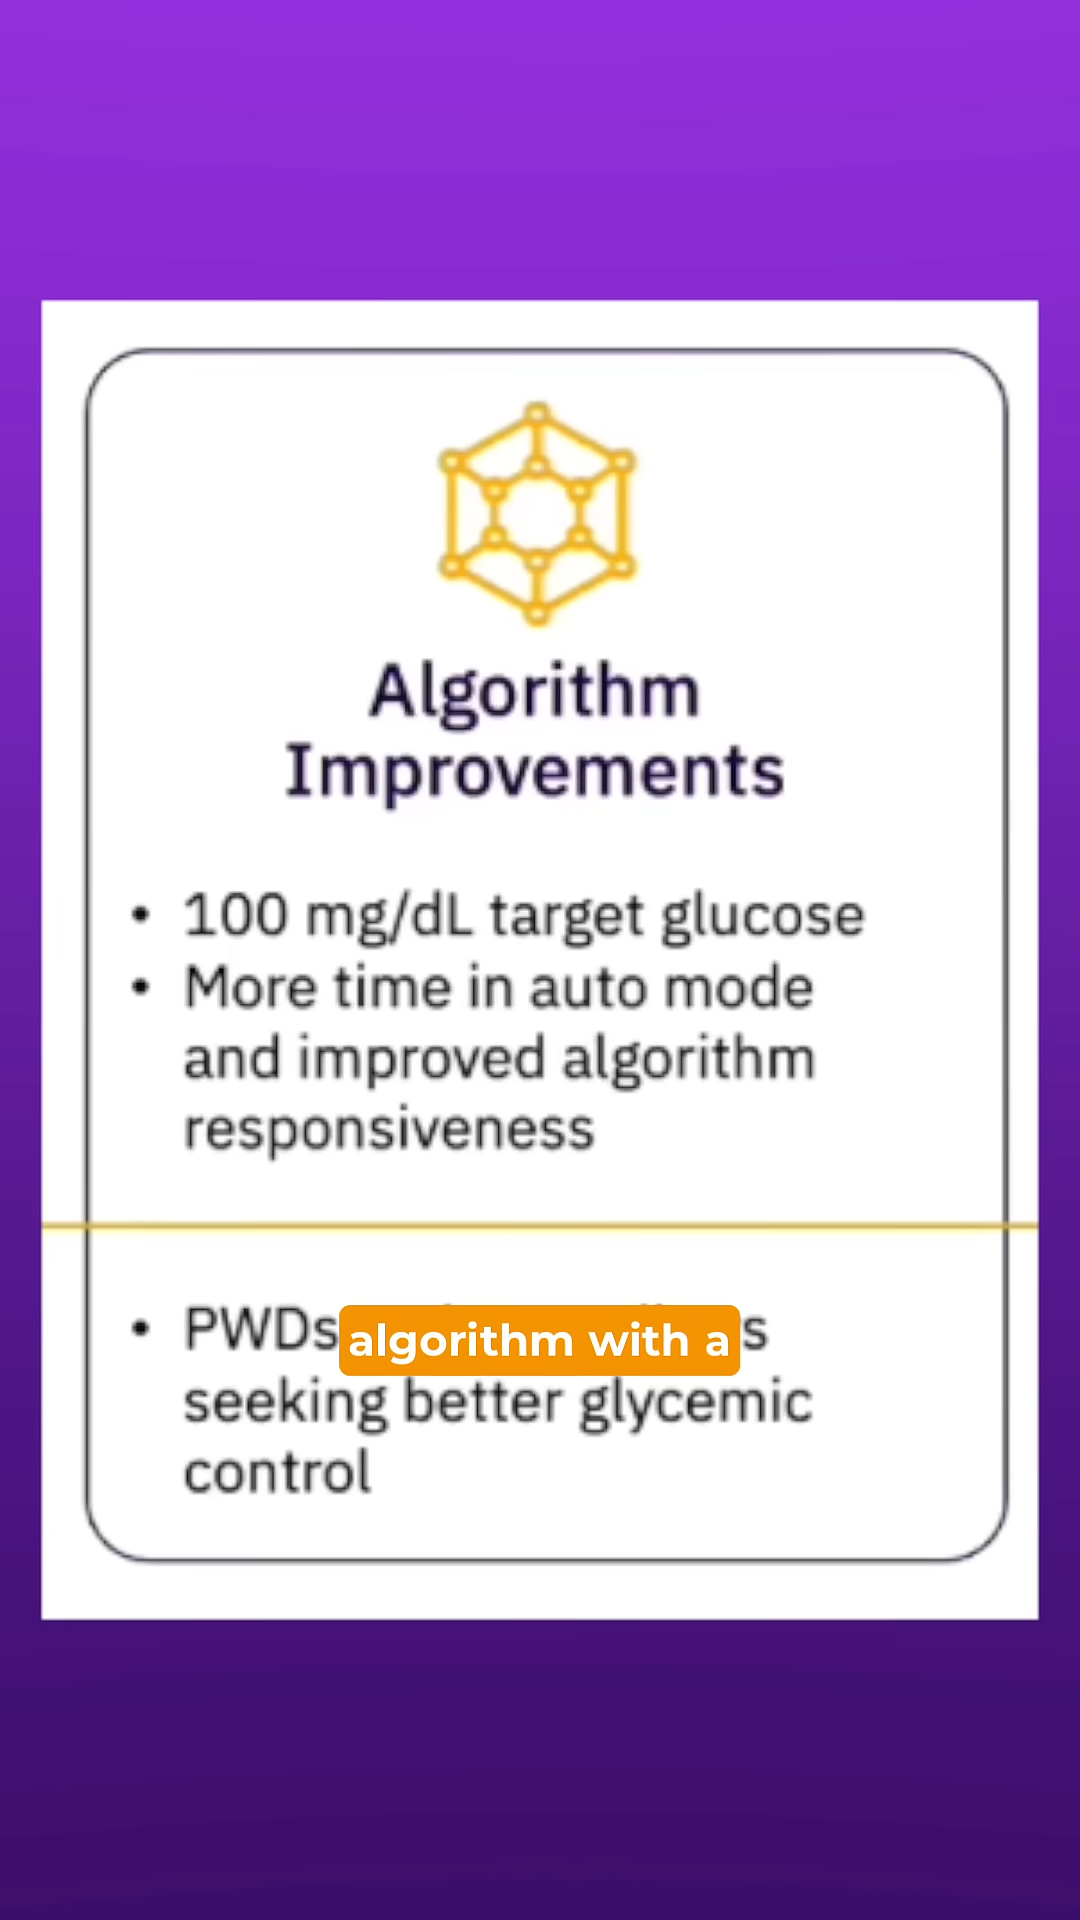 Algorithm
Improvements
• 100 mg/dL target glucose
• More time in auto mode
and improved algorithm
responsiveness
• PWDs
algorithm with a
seeking better glycemic
control